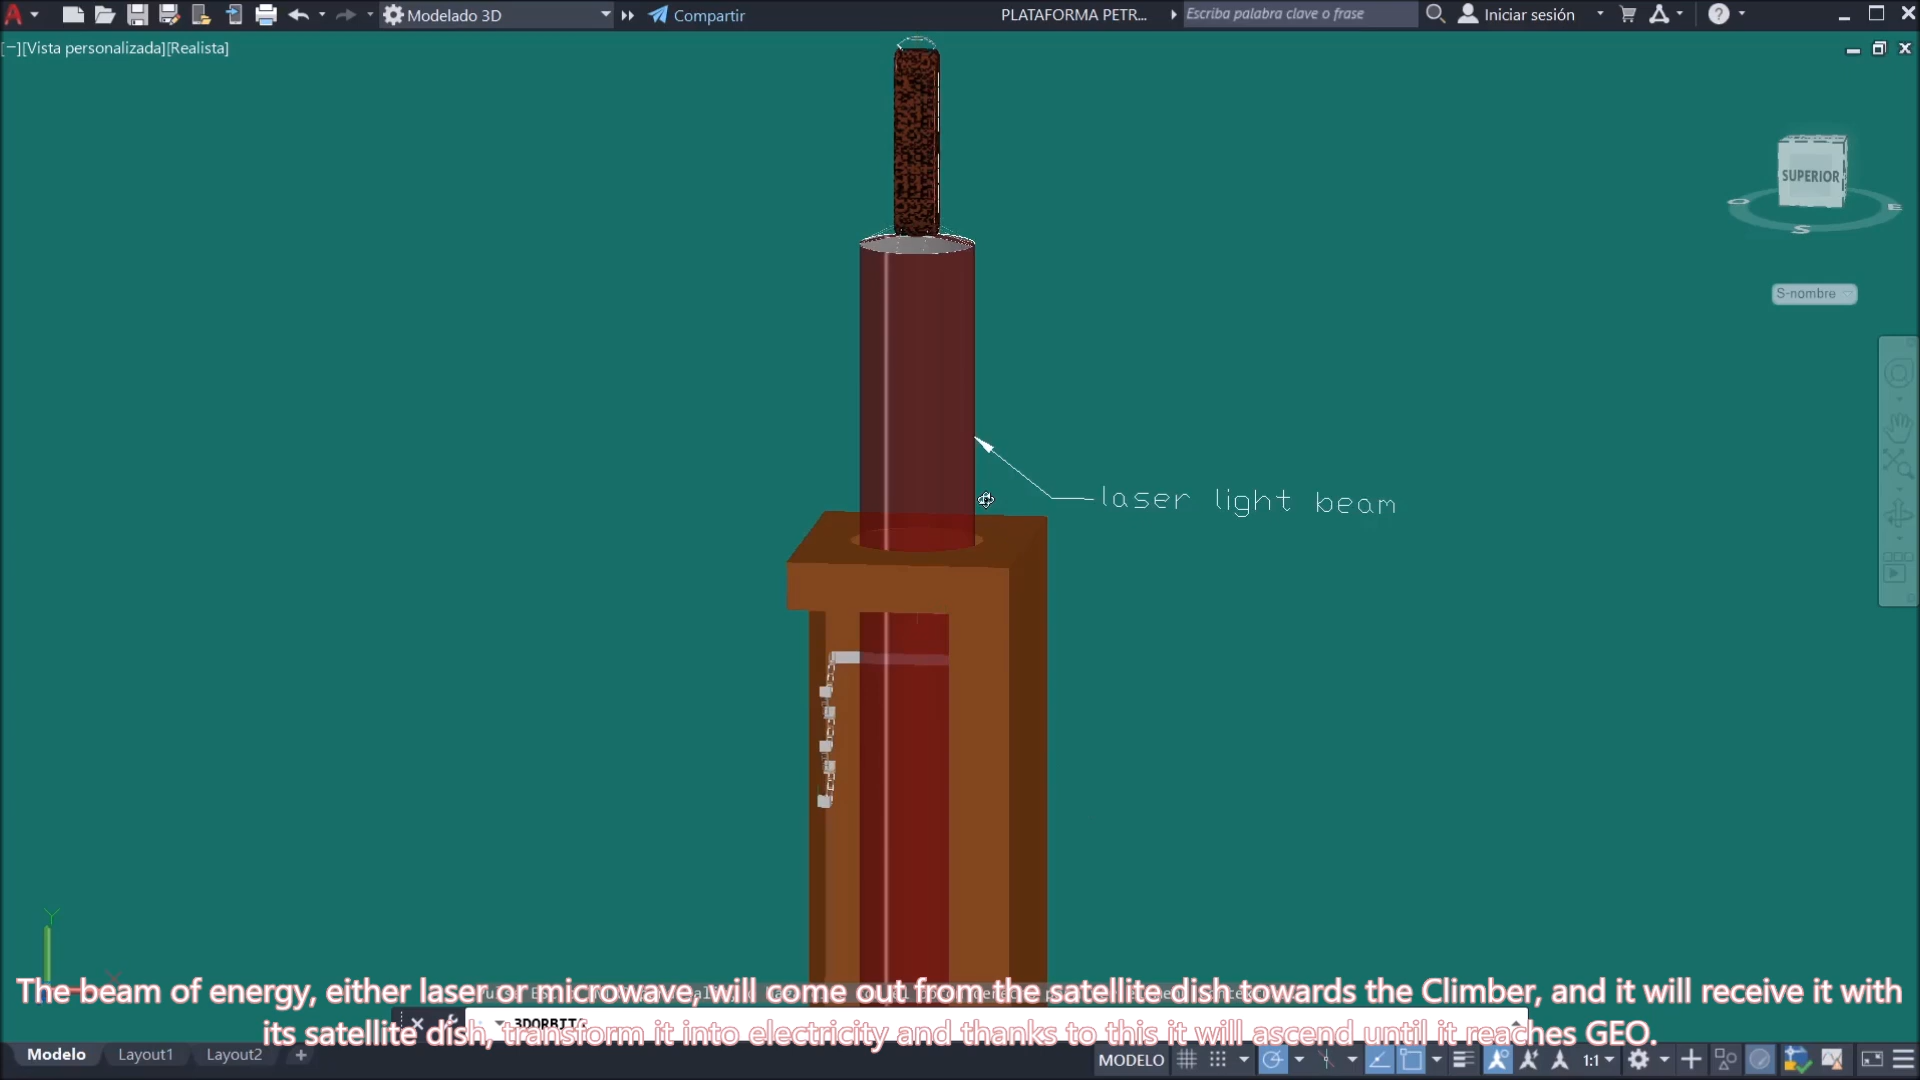 Modelado 3D
Compartir
PLATAFORMA PETR...
Escriba palabra clave o frase
Iniciar sesión
[−][Vista personalizada][Realista]
SUPERIOR
O
E
S
S-nombre
laser light beam
Y
X
The beam of energy, either laser or microwave, will come out from the satellite dish towards the Climber, and it will receive it with
its satellite dish, transform it into electricity and thanks to this it will ascend until it reaches GEO.
3DORBITA
Modelo
Layout1
Layout2
MODELO
1:1